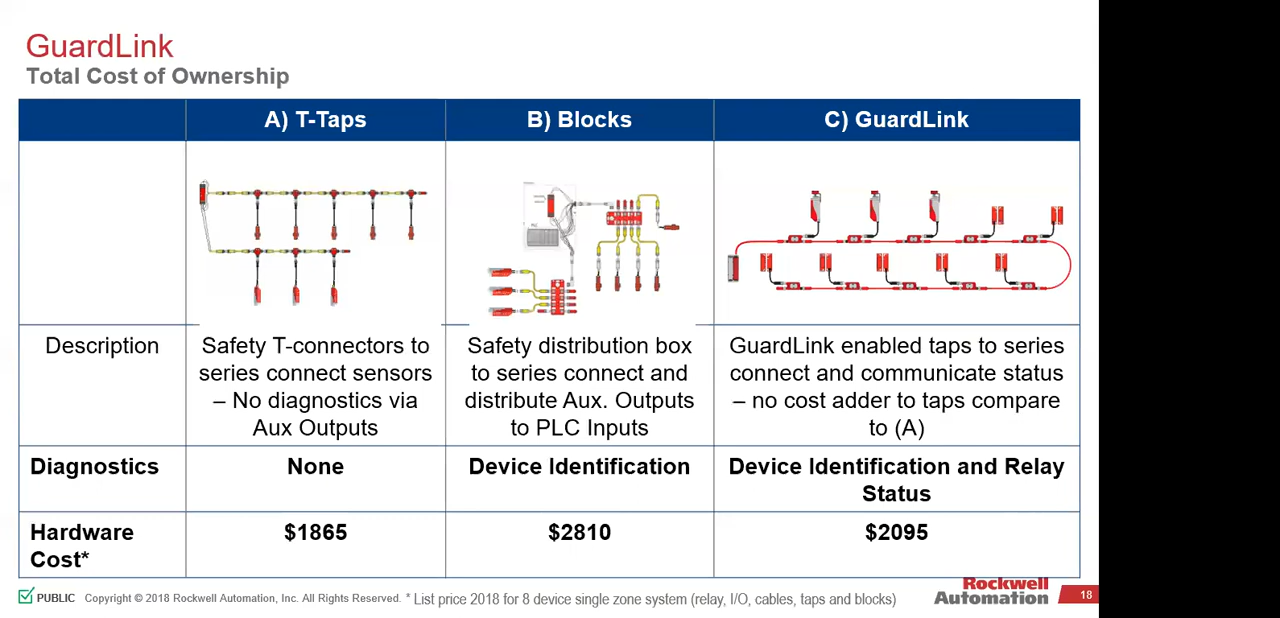 GuardLink
Total Cost of Ownership
A) T-Taps
B) Blocks
C) GuardLink
Description
Safety T-connectors to
series connect sensors
– No diagnostics via
Aux Outputs
Safety distribution box
to series connect and
distribute Aux. Outputs
to PLC Inputs
GuardLink enabled taps to series
connect and communicate status
– no cost adder to taps compare
to (A)
Diagnostics
None
Device Identification
Device Identification and Relay
Status
Hardware
Cost*
$1865
$2810
$2095
PUBLIC Copyright © 2018 Rockwell Automation, Inc. All Rights Reserved. * List price 2018 for 8 device single zone system (relay, I/O, cables, taps and blocks)
Rockwell
Automation
18